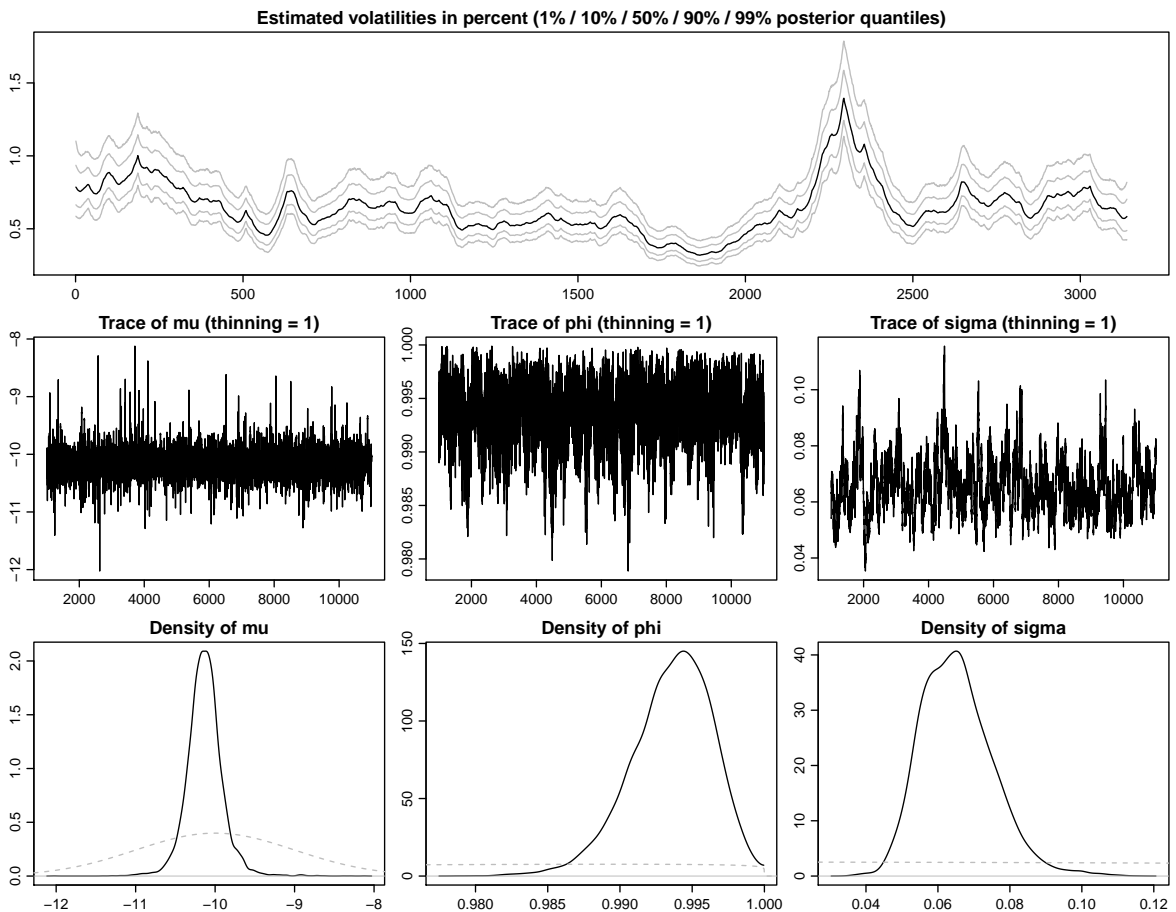 Estimated volatilities in percent (1% / 10% / 50% / 90% / 99% posterior quantiles)
1.5
1.0
0.5
0 500 1000 1500 2000 2500 3000
Trace of mu (thinning = 1)
−8
−9
−10
−11
−12
2000 4000 6000 8000 10000
Trace of phi (thinning = 1)
1.000
0.995
0.990
0.985
0.980
2000 4000 6000 8000 10000
Trace of sigma (thinning = 1)
0.10
0.08
0.06
0.04
2000 4000 6000 8000 10000
Density of mu
2.0
1.5
1.0
0.5
0.0
−12 −11 −10 −9 −8
Density of phi
150
100
50
0
0.980 0.985 0.990 0.995 1.000
Density of sigma
40
30
20
10
0
0.04 0.06 0.08 0.10 0.12